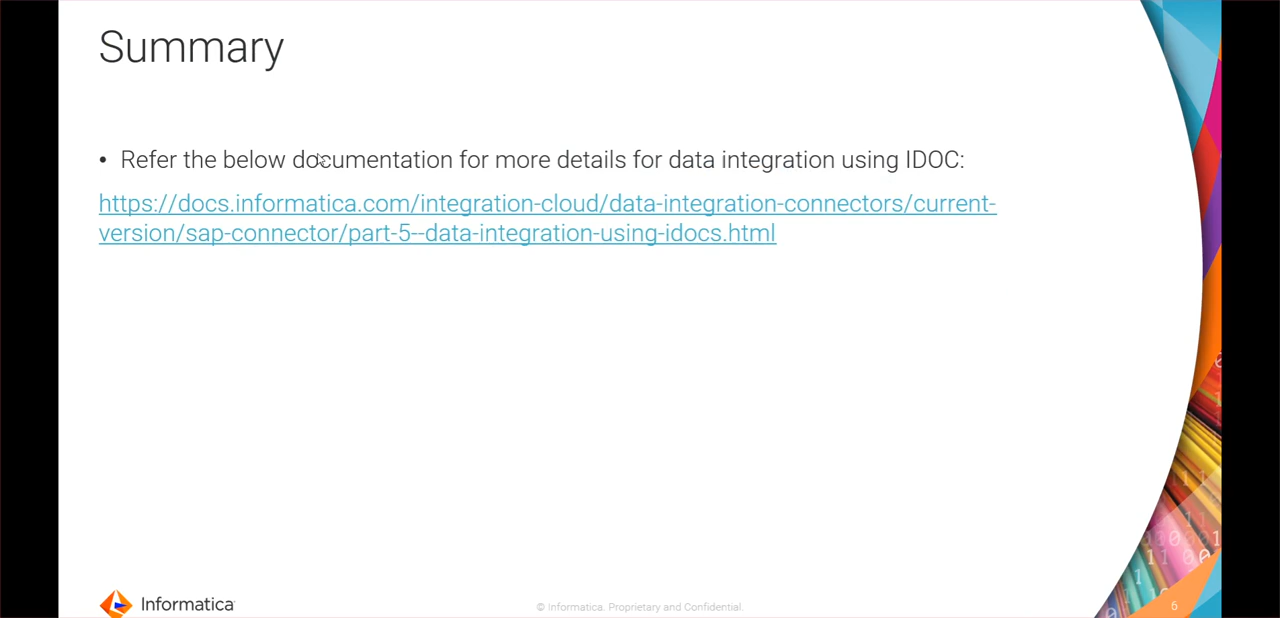 Summary
• Refer the below documentation for more details for data integration using IDOC:
https://docs.informatica.com/integration-cloud/data-integration-connectors/current-
version/sap-connector/part-5--data-integration-using-idocs.html
Informatica
© Informatica. Proprietary and Confidential.
6